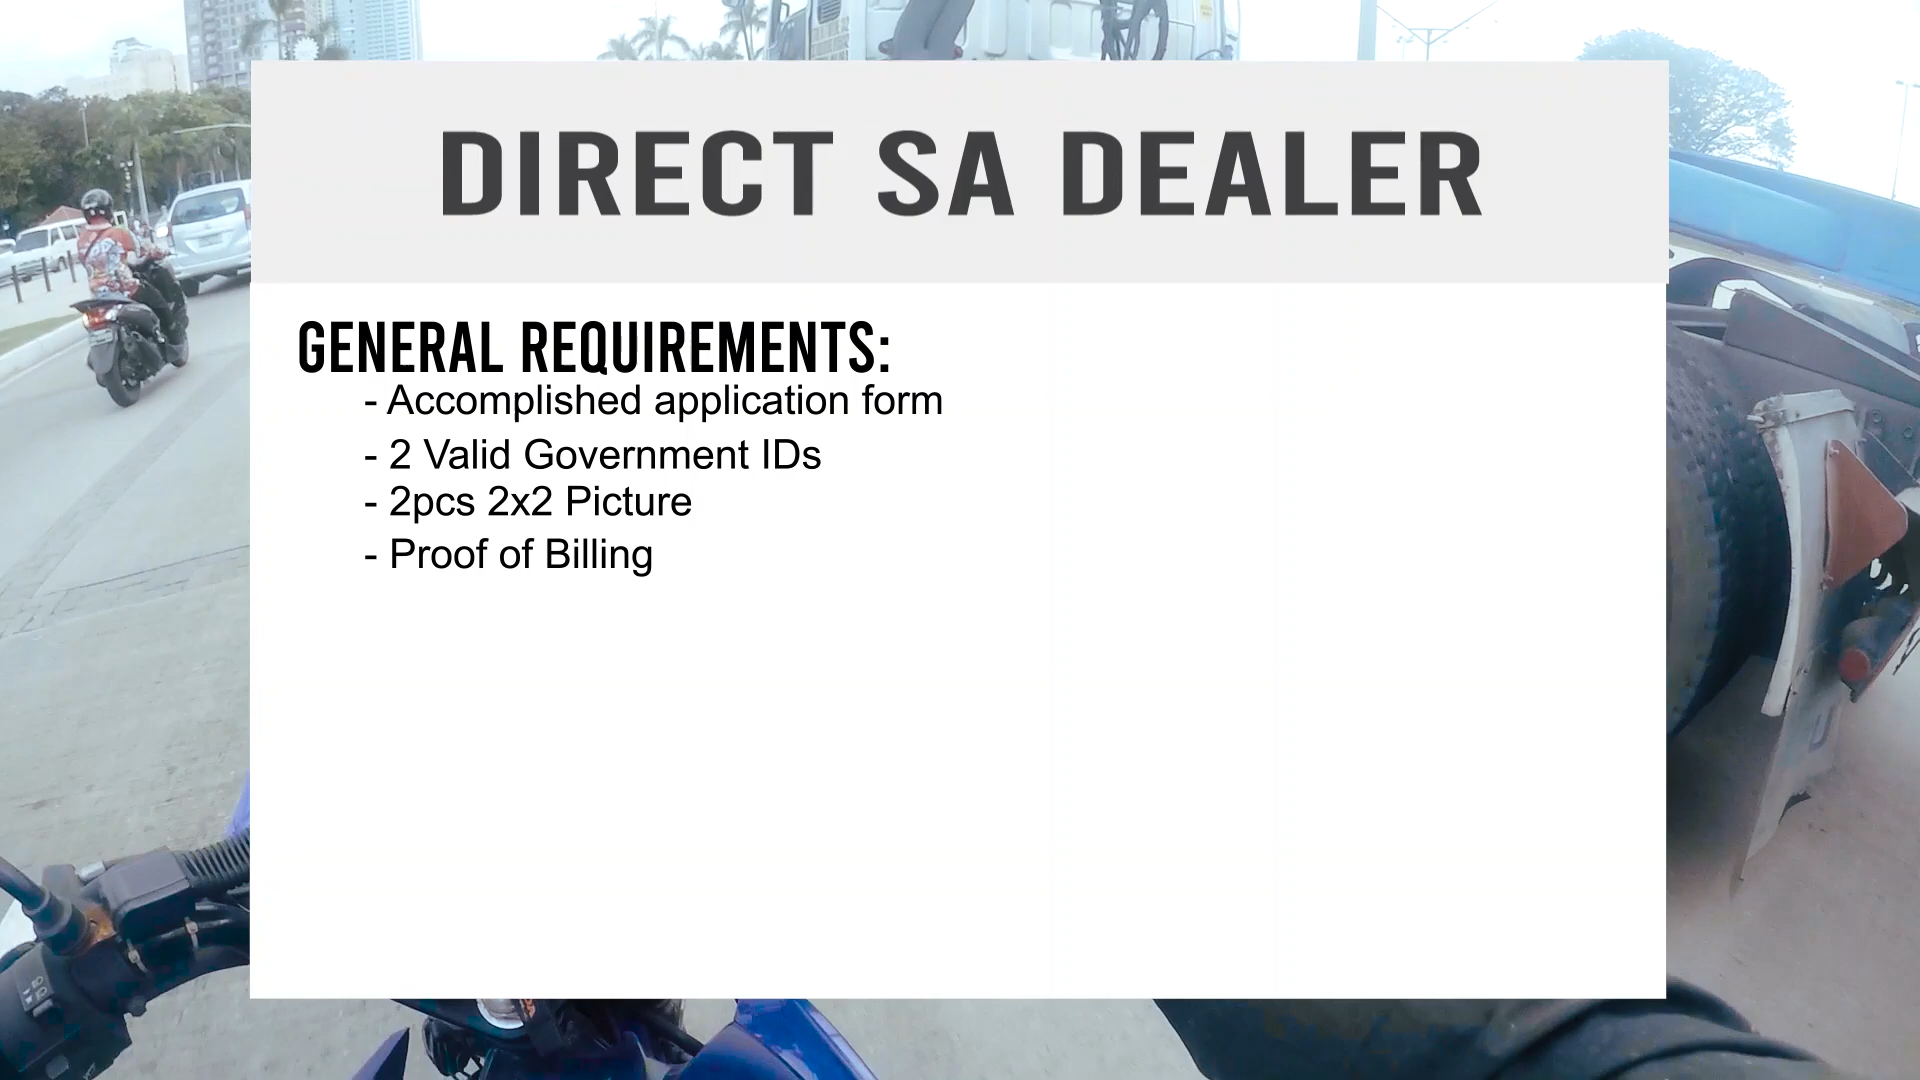 DIRECT SA DEALER
GENERAL REQUIREMENTS:
- Accomplished application form
- 2 Valid Government IDs
- 2pcs 2x2 Picture
- Proof of Billing